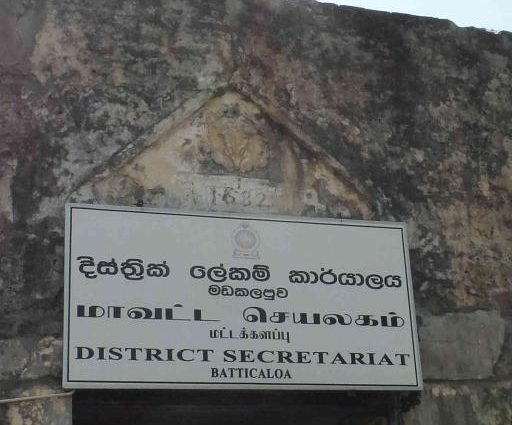 1682
දිස්ත්‍රික් ලේකම් කාර්යාලය
මඩකලපුව
மாவட்ட செயலகம்
மட்டக்களப்பு
DISTRICT SECRETARIAT
BATTICALOA